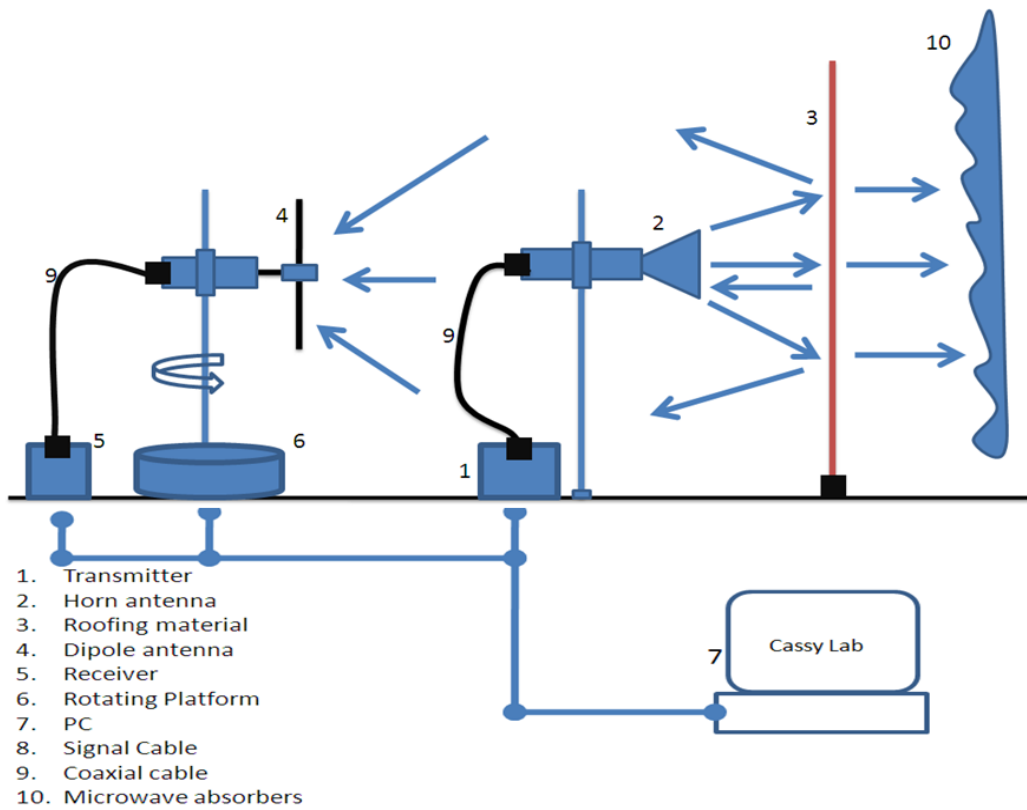 10
3
4
2
9
9
5
6
1
1. Transmitter
2. Horn antenna
3. Roofing material
4. Dipole antenna
5. Receiver
6. Rotating Platform
7. PC
8. Signal Cable
9. Coaxial cable
10. Microwave absorbers
7
Cassy Lab